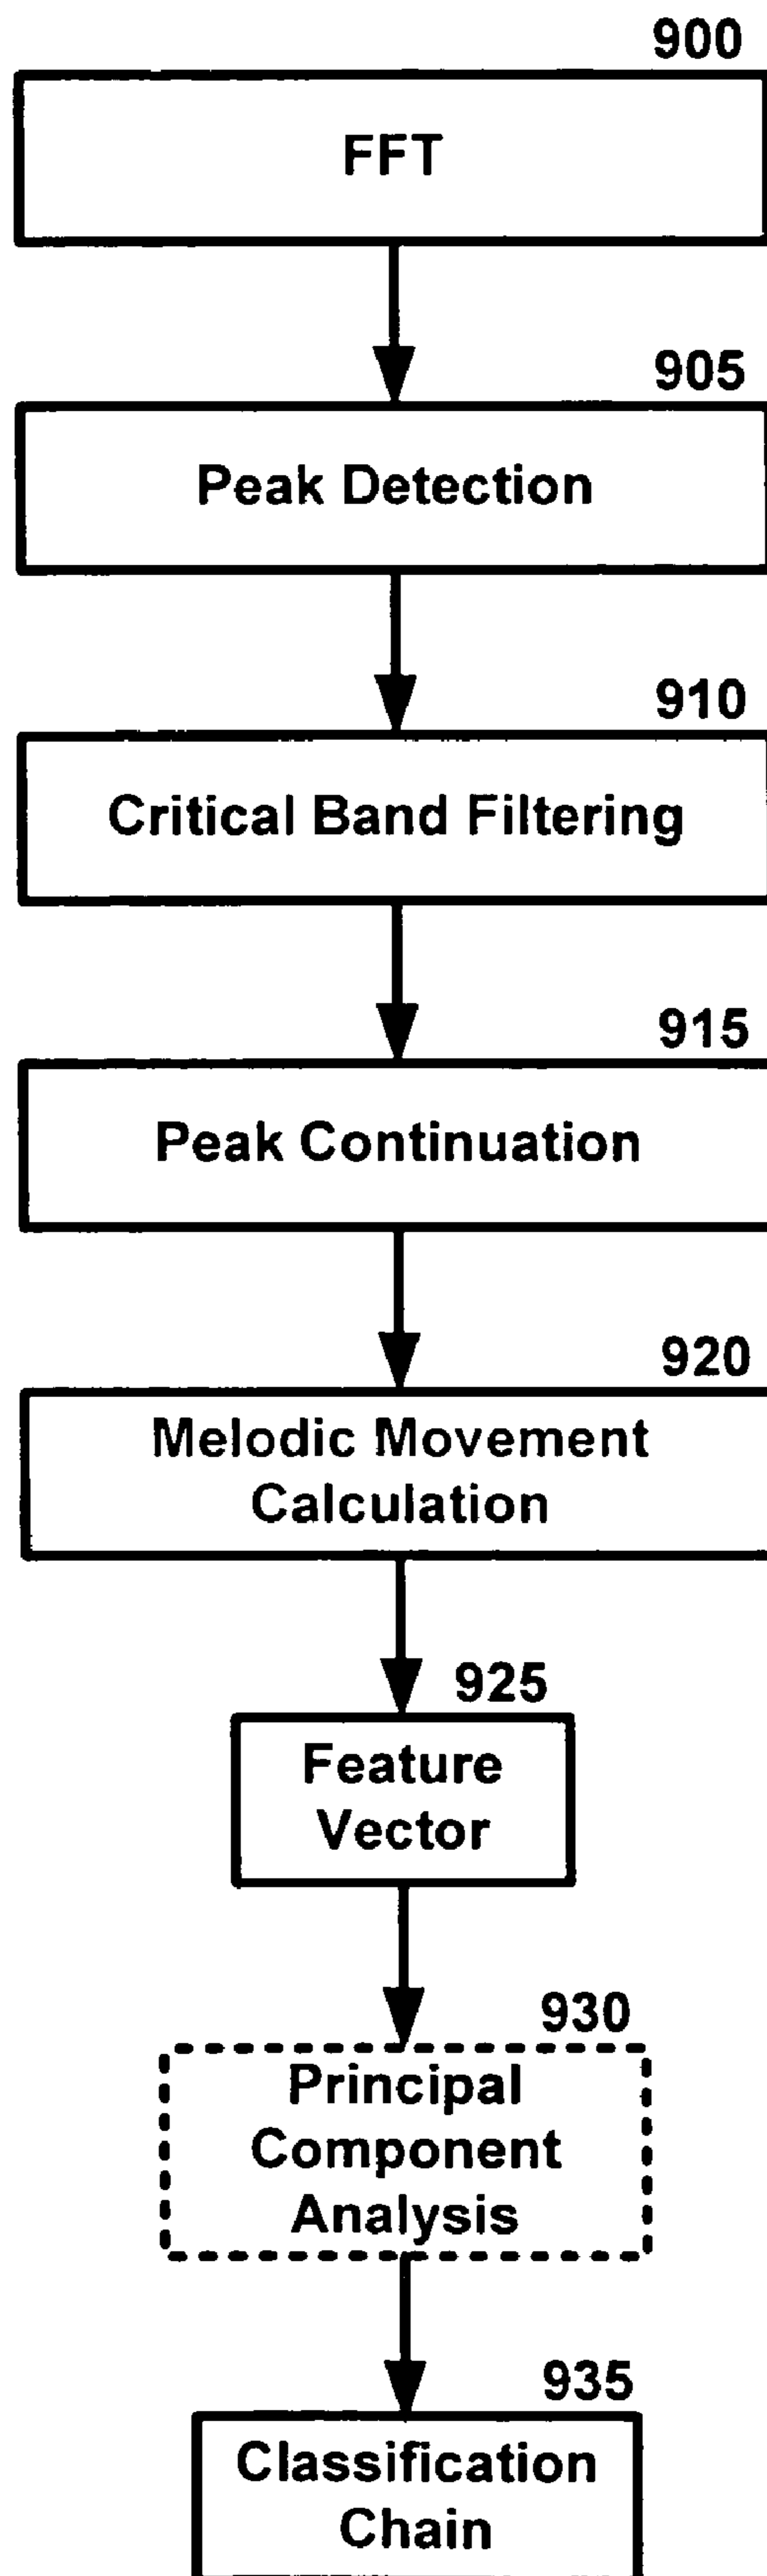 900
FFT
905
Peak Detection
910
Critical Band Filtering
915
Peak Continuation
920
Melodic Movement
Calculation
925
Feature
Vector
930
Principal
Component
Analysis
935
Classification
Chain